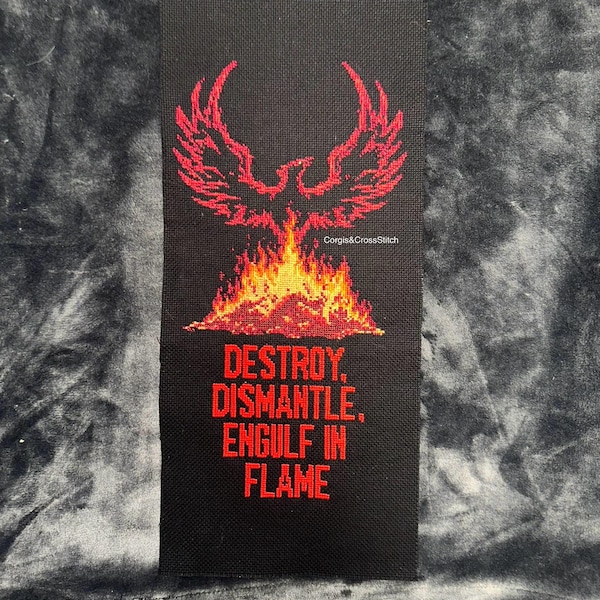 Corgis&CrossStitch
DESTROY,
DISMANTLE,
ENGULF IN
FLAME